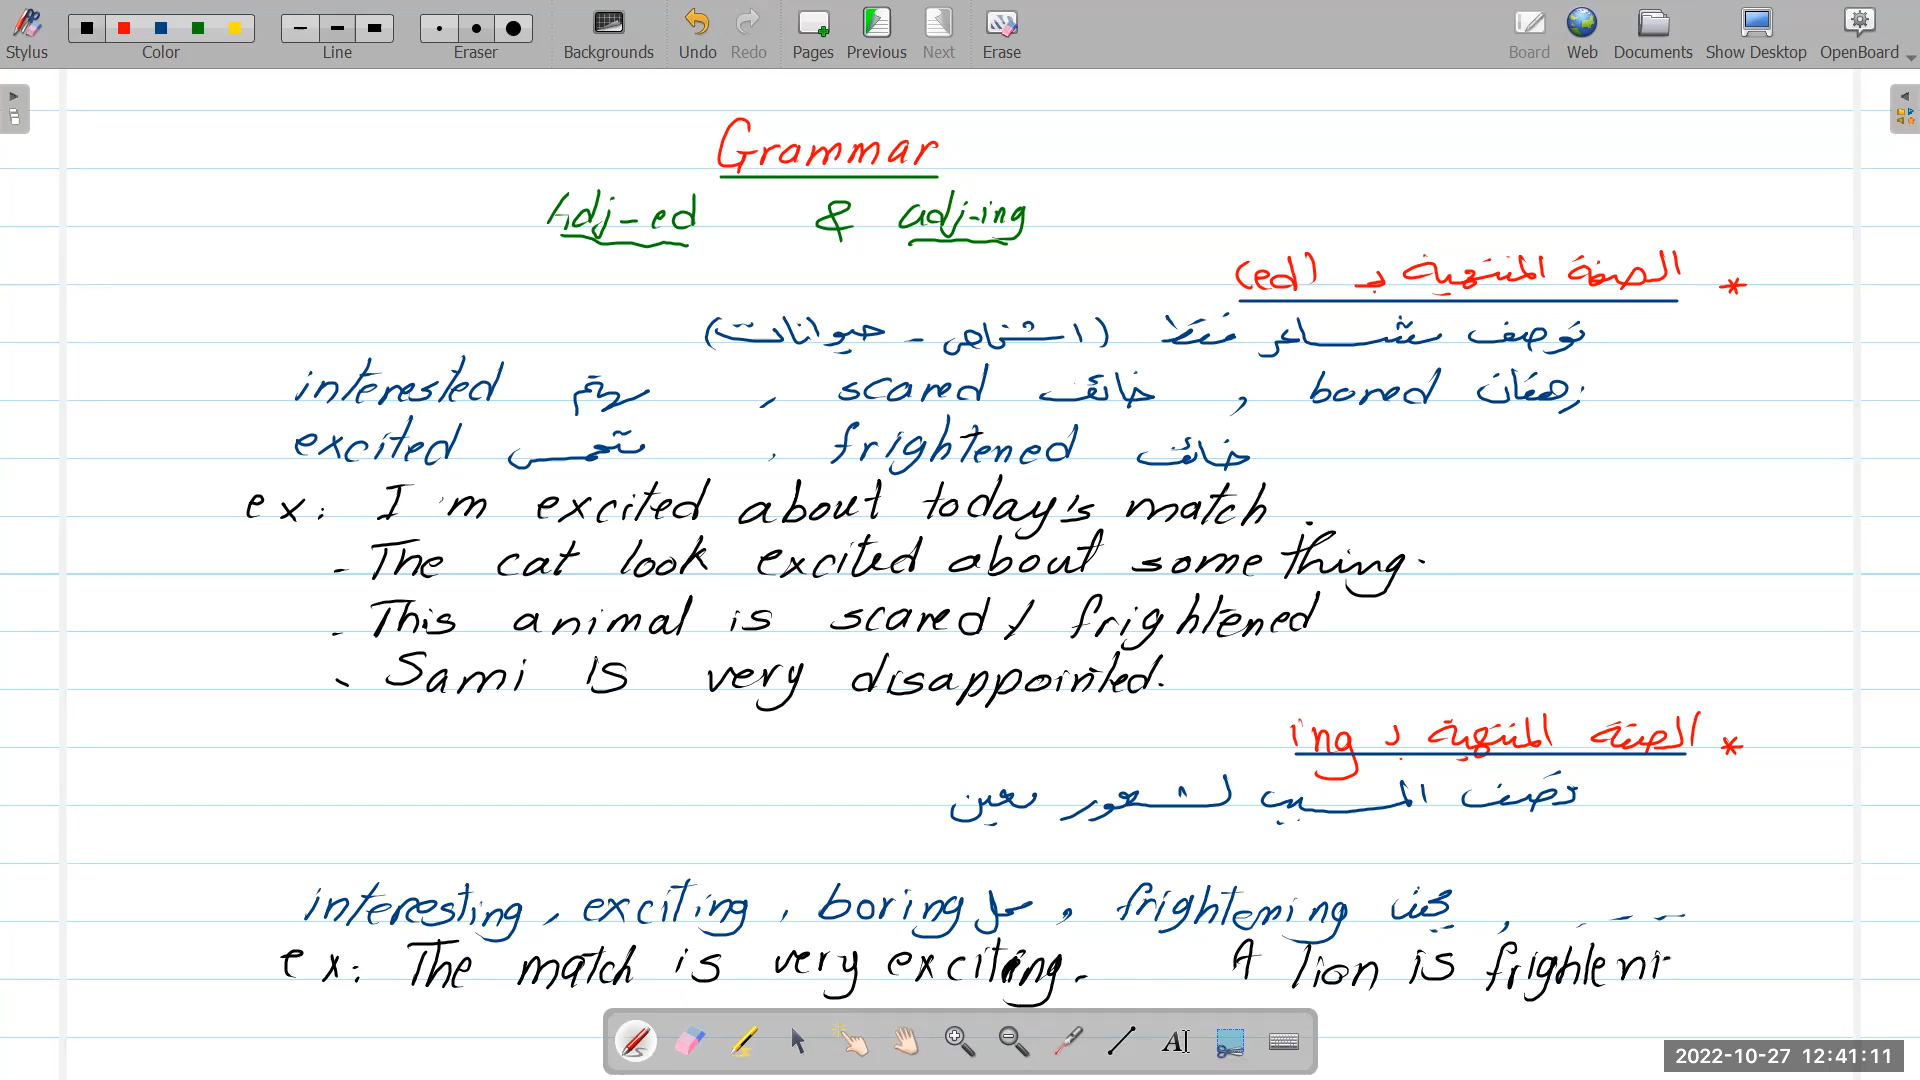 Stylus Color Line Eraser Backgrounds Undo Redo Pages Previous Next Erase Board Web Documents Show Desktop OpenBoard
Grammar
Adj-ed & adj-ing
* الصفة المنتهية بـ (ed)
توصف مشاعر فقط (اشخاص - حيوانات)
interested مهتم , scared خائف , bored زهقان
excited متحمس , frightened خائف
ex: I'm excited about today's match.
- The cat look excited about something.
- This animal is scared / frightened
- Sami is very disappointed.
* الصفة المنتهية بـ ing
تصف المسبب لشعور معين
interesting, exciting, boring ممل , frightening مخيف , ---
ex: The match is very exciting. A lion is frighteni
2022-10-27 12:41:11